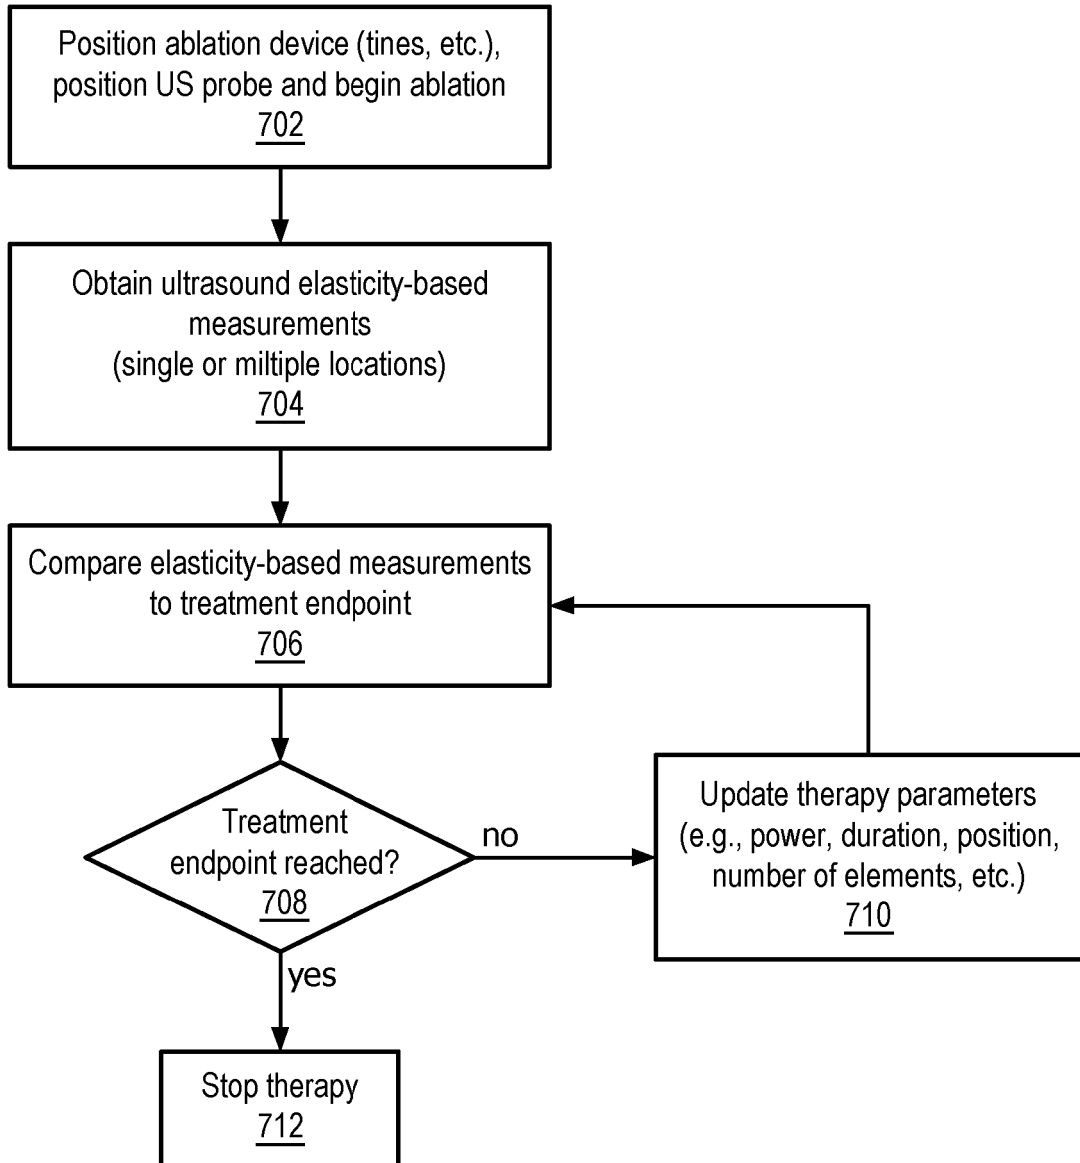 Position ablation device (tines, etc.),
position US probe and begin ablation
702
Obtain ultrasound elasticity-based
measurements
(single or miltiple locations)
704
Compare elasticity-based measurements
to treatment endpoint
706
Treatment
endpoint reached?
708
no
Update therapy parameters
(e.g., power, duration, position,
number of elements, etc.)
710
yes
Stop therapy
712